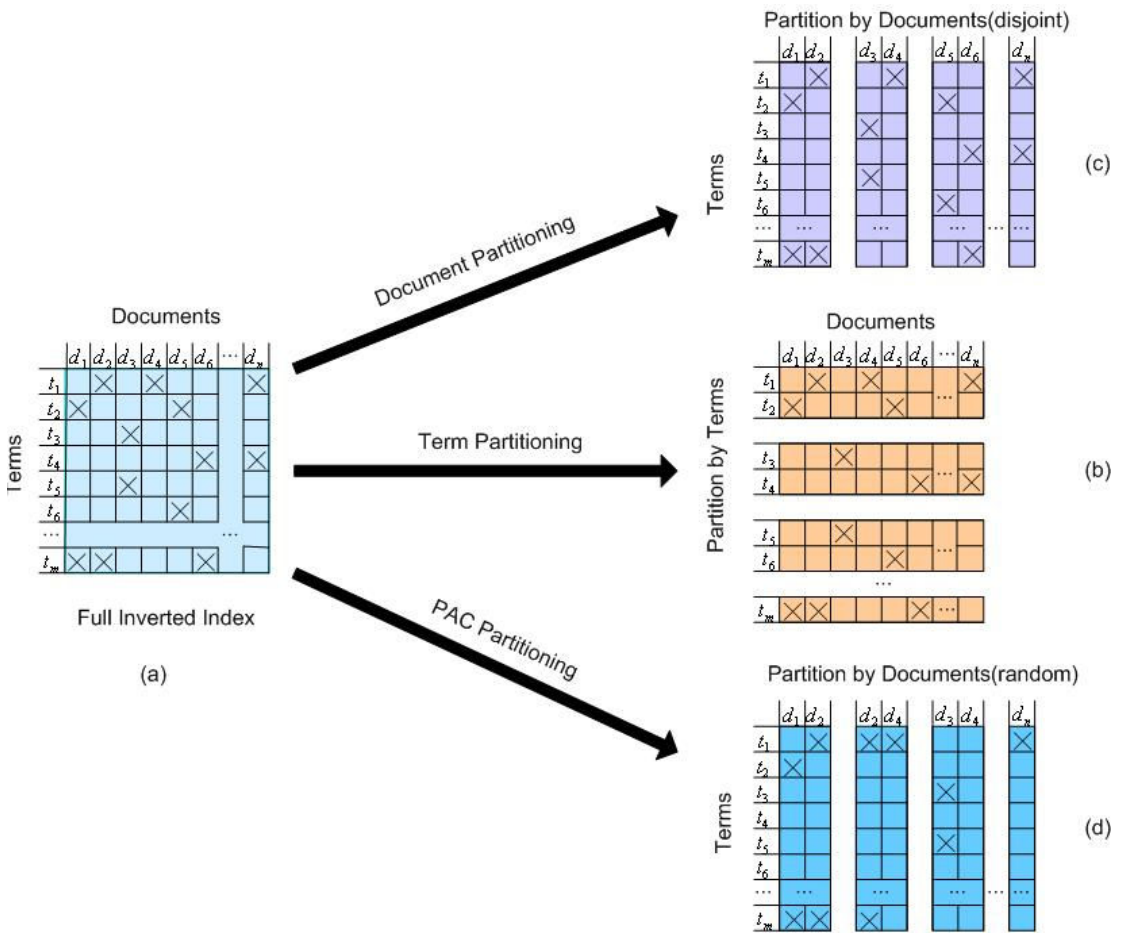 Partition by Documents(disjoint)
d1 d2 d3 d4 d5 d6 dn
t1
t2
t3
t4
t5
t6
... ... ... ... ...
tm
Terms
(c)
Document Partitioning
Documents
d1 d2 d3 d4 d5 d6 ... dn
t1
t2
t3
t4
t5
t6
... ...
tm
Terms
Full Inverted Index
(a)
Term Partitioning
Documents
d1 d2 d3 d4 d5 d6 ... dn
t1
t2
...
t3
t4
...
t5
t6
...
...
tm ...
Partition by Terms
(b)
PAC Partitioning
Partition by Documents(random)
d1 d2 d2 d4 d3 d4 dn
t1
t2
t3
t4
t5
t6
... ... ... ... ...
tm
Terms
(d)